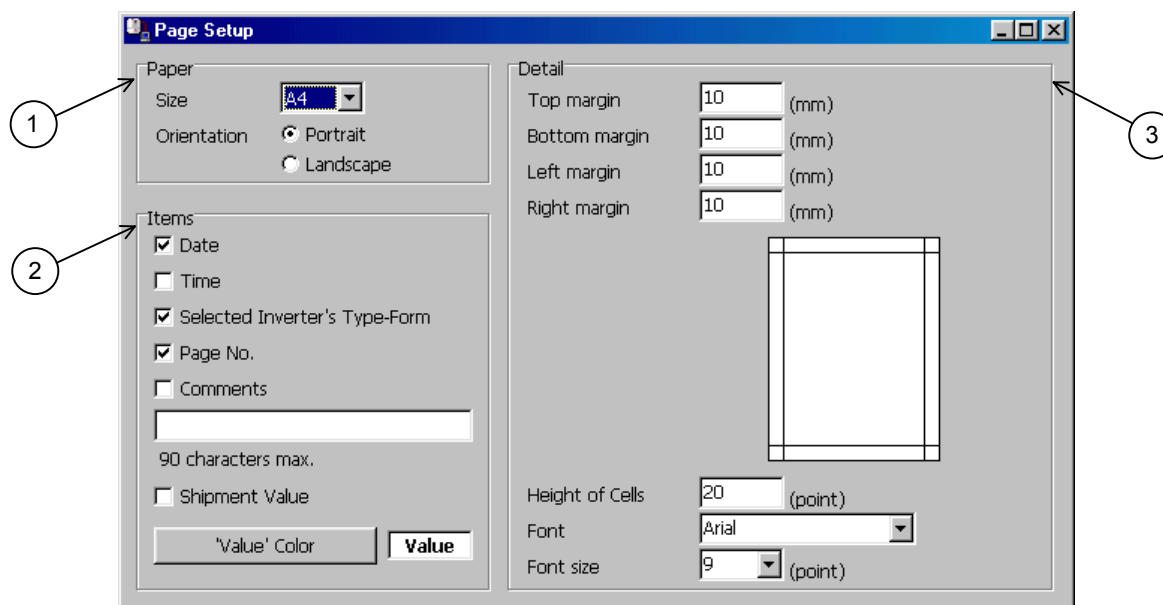 Page Setup
Paper
Size A4
Orientation Portrait
Landscape
1
Items
Date
Time
Selected Inverter's Type-Form
Page No.
Comments
90 characters max.
Shipment Value
'Value' Color Value
2
Detail
Top margin 10 (mm)
Bottom margin 10 (mm)
Left margin 10 (mm)
Right margin 10 (mm)
Height of Cells 20 (point)
Font Arial
Font size 9 (point)
3